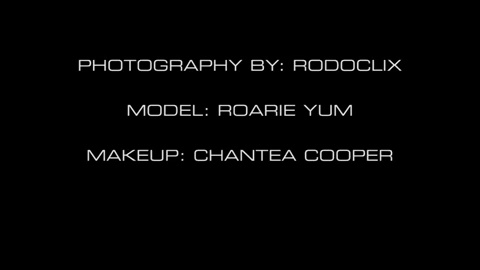 PHOTOGRAPHY BY: RODOCLIX
MODEL: ROARIE YUM
MAKEUP: CHANTEA COOPER